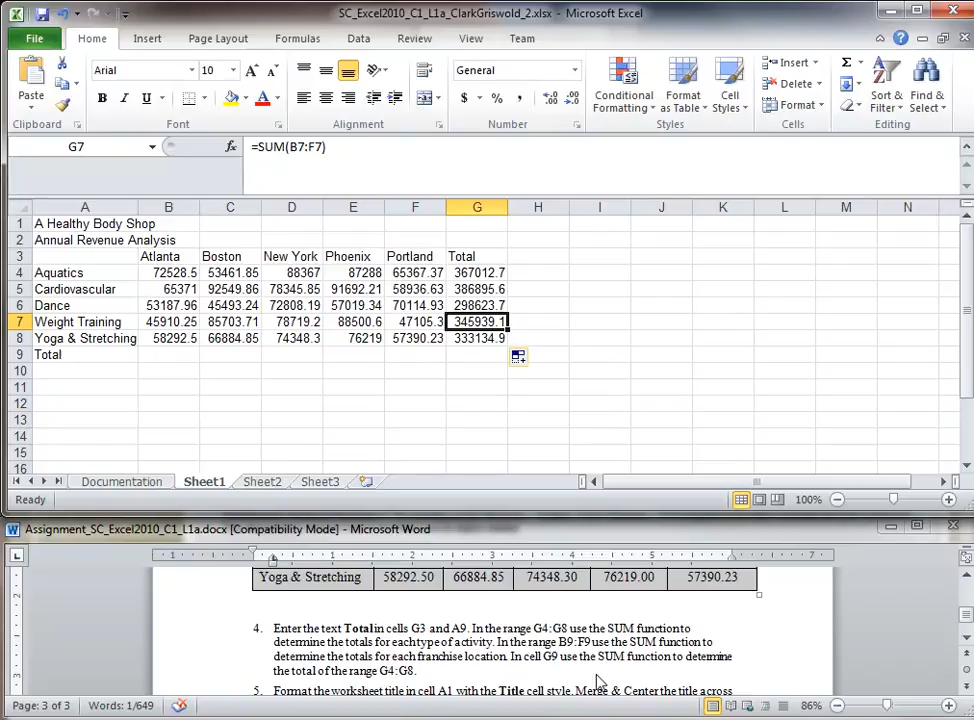 SC_Excel2010_C1_L1a_ClarkGriswold_2.xlsx - Microsoft Excel
File Home Insert Page Layout Formulas Data Review View Team
Paste
Arial 10
B I U
A A
General
$ % ,
Conditional Formatting
Format as Table
Cell Styles
Insert
Delete
Format
Σ
Sort & Filter
Find & Select
Clipboard Font Alignment Number Styles Cells Editing
G7 fx =SUM(B7:F7)
A B C D E F G H I J K L M N
1 A Healthy Body Shop
2 Annual Revenue Analysis
3 Atlanta Boston New York Phoenix Portland Total
4 Aquatics 72528.5 53461.85 88367 87288 65367.37 367012.7
5 Cardiovascular 65371 92549.86 78345.85 91692.21 58936.63 386895.6
6 Dance 53187.96 45493.24 72808.19 57019.34 70114.93 298623.7
7 Weight Training 45910.25 85703.71 78719.2 88500.6 47105.3 345939.1
8 Yoga & Stretching 58292.5 66884.85 74348.3 76219 57390.23 333134.9
9 Total
10
11
12
13
14
15
16
Documentation Sheet1 Sheet2 Sheet3
Ready 100%
Assignment_SC_Excel2010_C1_L1a.docx [Compatibility Mode] - Microsoft Word
1 1 2 3 4 5 7
Yoga & Stretching 58292.50 66884.85 74348.30 76219.00 57390.23
4. Enter the text Total in cells G3 and A9. In the range G4:G8 use the SUM function to
determine the totals for each type of activity. In the range B9:F9 use the SUM function to
determine the totals for each franchise location. In cell G9 use the SUM function to determine
the total of the range G4:G8.
5. Format the worksheet title in cell A1 with the Title cell style. Merge & Center the title across
Page: 3 of 3 Words: 1/649 86%